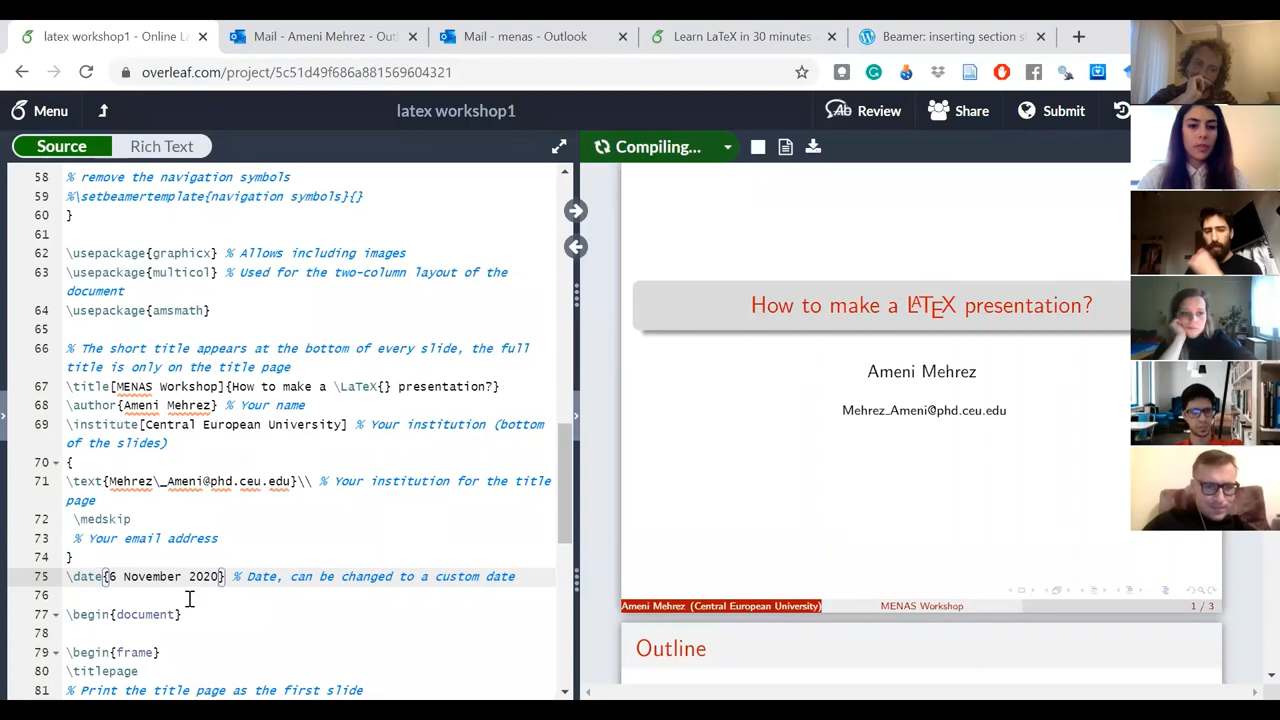 latex workshop1 - Online L
Mail - Ameni Mehrez - Out
Mail - menas - Outlook
Learn LaTeX in 30 minutes -
Beamer: inserting section s
overleaf.com/project/5c51d49f686a881569604321
Menu
latex workshop1
Review
Share
Submit
Source
Rich Text
Compiling...
58 % remove the navigation symbols
59 %\setbeamertemplate{navigation symbols}{}
60 }
61
62 \usepackage{graphicx} % Allows including images
63 \usepackage{multicol} % Used for the two-column layout of the
document
64 \usepackage{amsmath}
65
66 % The short title appears at the bottom of every slide, the full
title is only on the title page
67 \title[MENAS Workshop]{How to make a \LaTeX{} presentation?}
68 \author{Ameni Mehrez} % Your name
69 \institute[Central European University] % Your institution (bottom
of the slides)
70 {
71 \text{Mehrez\_Ameni@phd.ceu.edu}\\ % Your institution for the title
page
72 \medskip
73 % Your email address
74 }
75 \date{6 November 2020} % Date, can be changed to a custom date
76
77 \begin{document}
78
79 \begin{frame}
80 \titlepage
81 % Print the title page as the first slide
How to make a LATEX presentation?
Ameni Mehrez
Mehrez_Ameni@phd.ceu.edu
Ameni Mehrez (Central European University)
MENAS Workshop
1 / 3
Outline